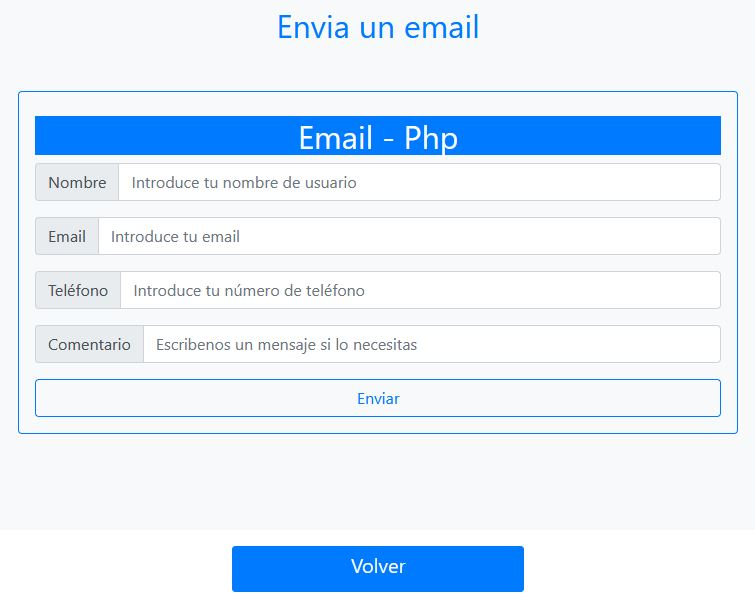 Envia un email
Email - Php
Nombre Introduce tu nombre de usuario
Email Introduce tu email
Teléfono Introduce tu número de teléfono
Comentario Escribenos un mensaje si lo necesitas
Enviar
Volver